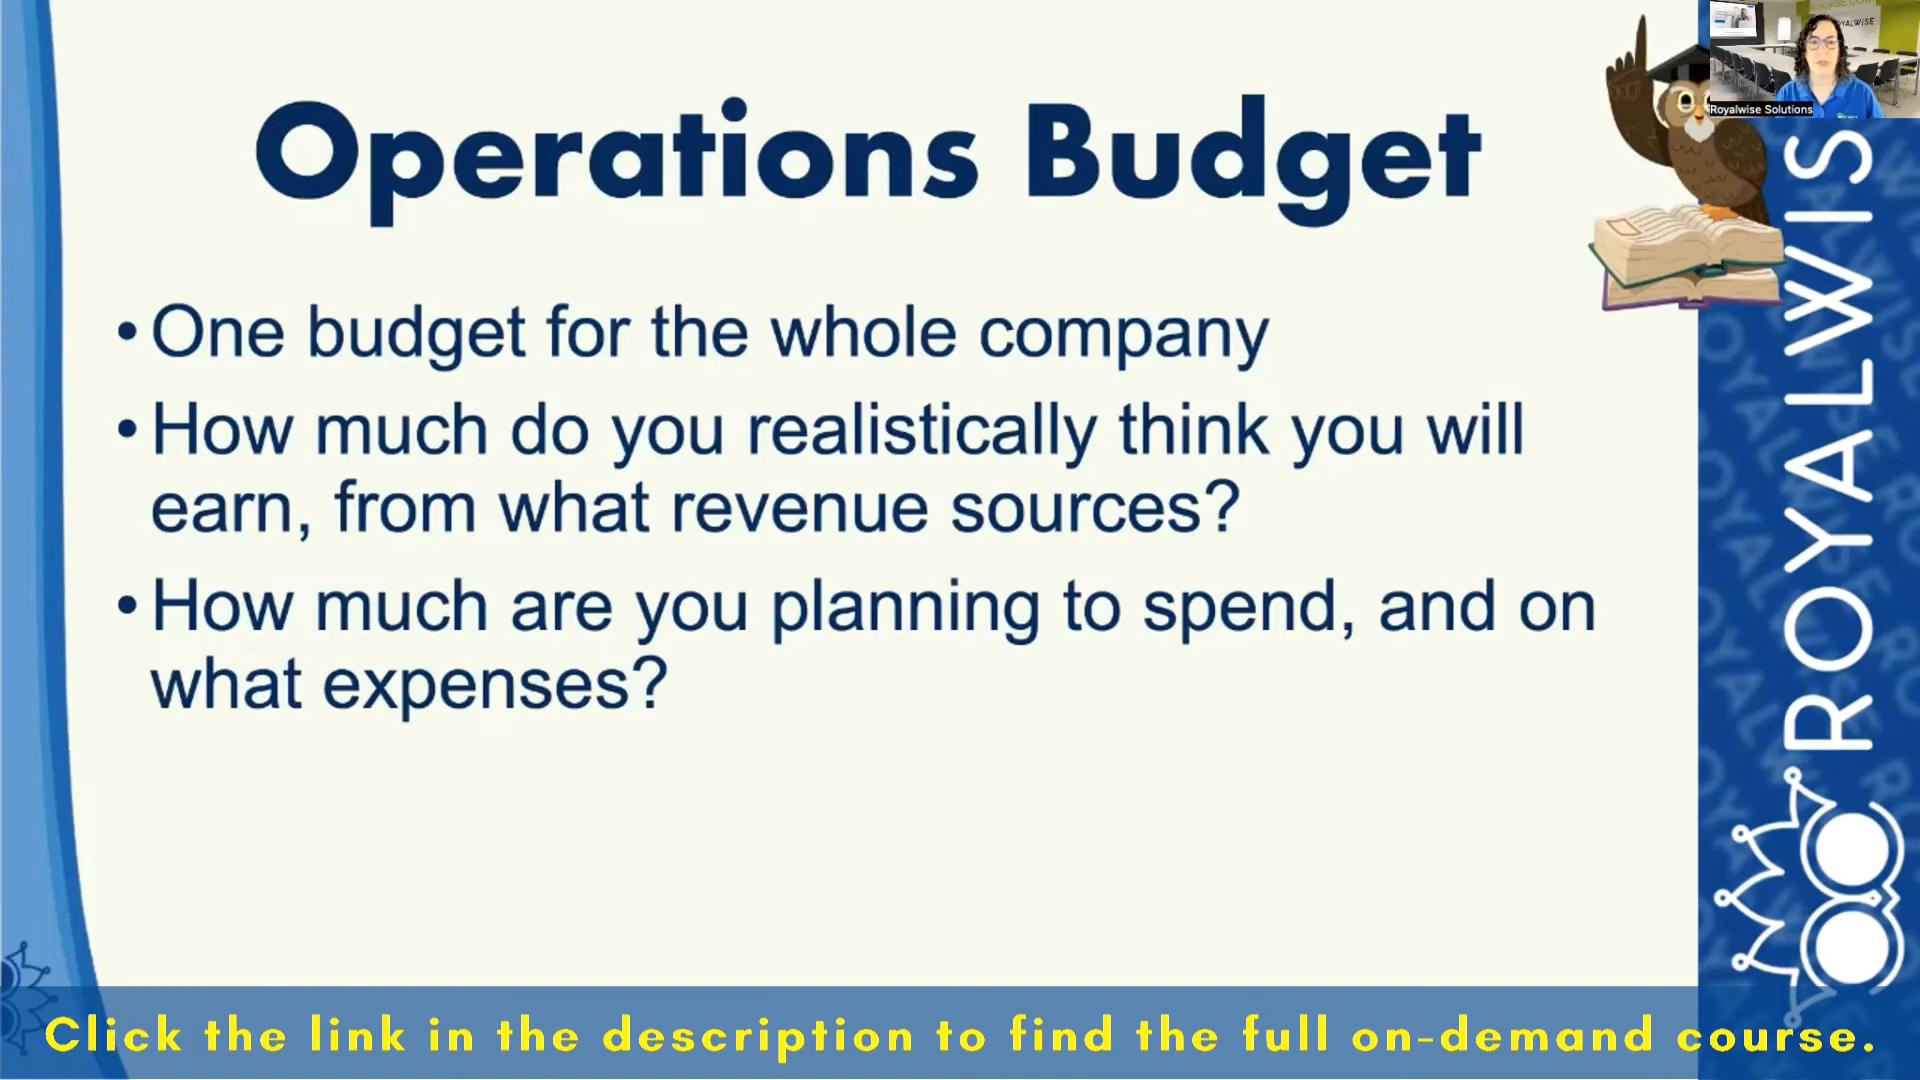 Operations Budget
• One budget for the whole company
• How much do you realistically think you will
earn, from what revenue sources?
• How much are you planning to spend, and on
what expenses?
ROYALWISE
Royalwise Solutions
Click the link in the description to find the full on-demand course.